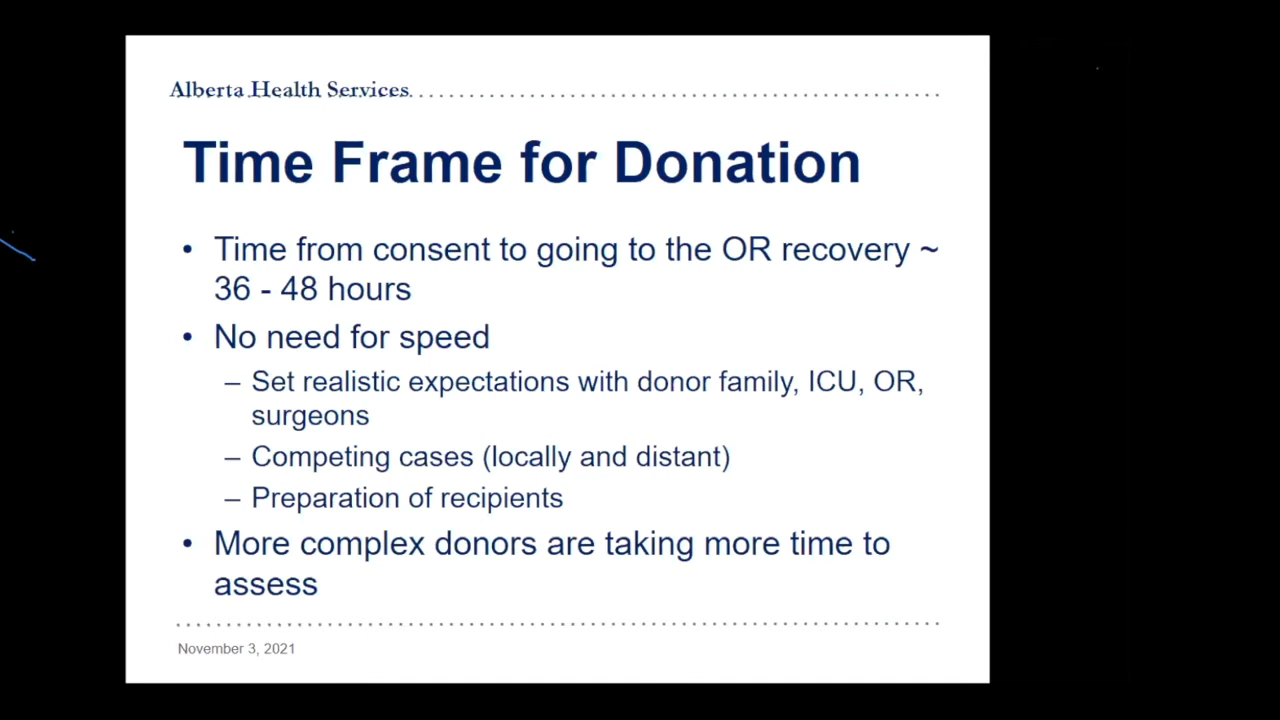 Alberta Health Services
Time Frame for Donation
• Time from consent to going to the OR recovery ~
36 - 48 hours
• No need for speed
– Set realistic expectations with donor family, ICU, OR,
surgeons
– Competing cases (locally and distant)
– Preparation of recipients
• More complex donors are taking more time to
assess
November 3, 2021